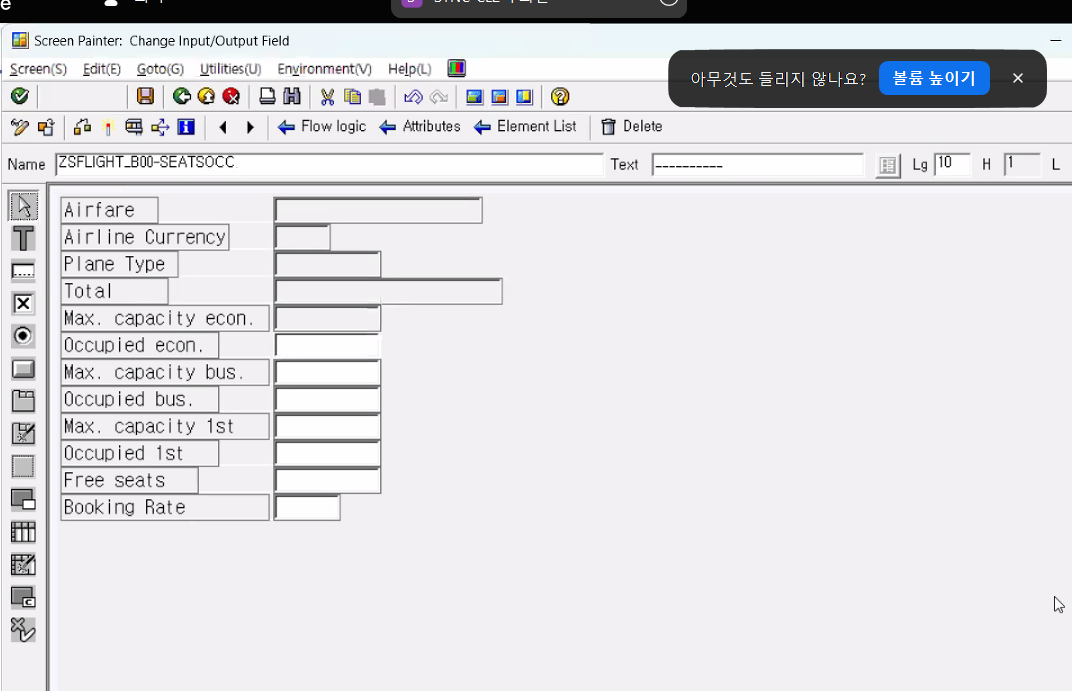 e
Screen Painter: Change Input/Output Field
Screen(S) Edit(E) Goto(G) Utilities(U) Environment(V) Help(L)
아무것도 들리지 않나요? 볼륨 높이기
Flow logic Attributes Element List Delete
Name ZSFLIGHT_B00-SEATSOCC Text __________ Lg 10 H 1 L
Airfare
Airline Currency
Plane Type
Total
Max. capacity econ.
Occupied econ.
Max. capacity bus.
Occupied bus.
Max. capacity 1st
Occupied 1st
Free seats
Booking Rate